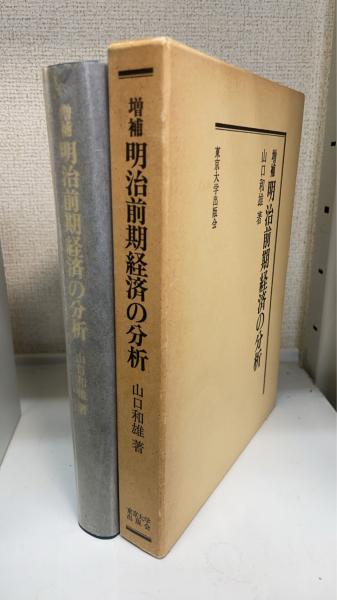 増補
明治前期経済の分析
山口和雄 著
増補
明治前期経済の分析
山口和雄 著
東京大学
出版会
増補 明治前期経済の分析
山口和雄著
東京大学出版会